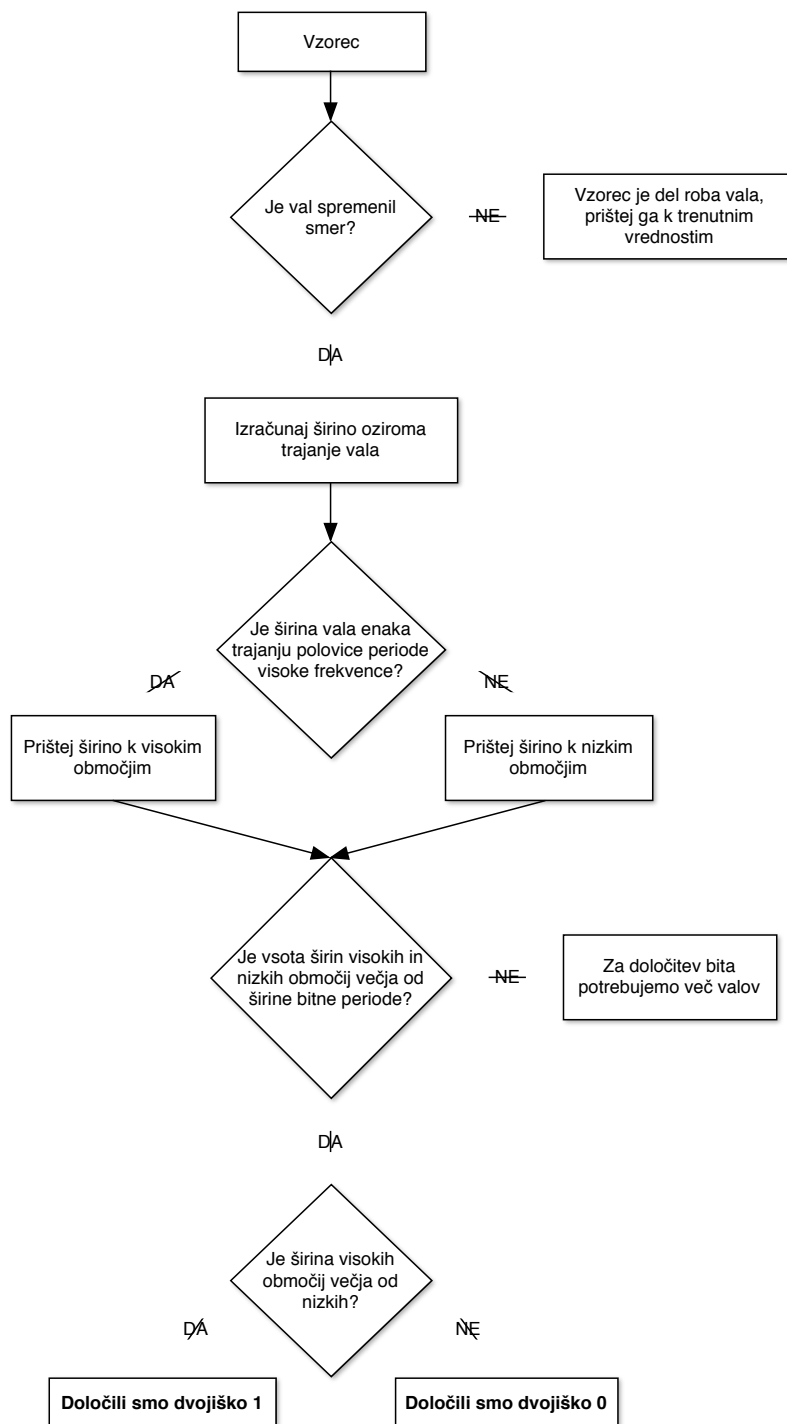 Vzorec
Je val spremenil
smer?
NE
Vzorec je del roba vala,
prištej ga k trenutnim
vrednostim
DA
Izračunaj širino oziroma
trajanje vala
Je širina vala enaka
trajanju polovice periode
visoke frekvence?
DA
NE
Prištej širino k visokim
območjim
Prištej širino k nizkim
območjim
Je vsota širin visokih in
nizkih območij večja od
širine bitne periode?
NE
Za določitev bita
potrebujemo več valov
DA
Je širina visokih
območij večja od
nizkih?
DA
NE
Določili smo dvojiško 1
Določili smo dvojiško 0